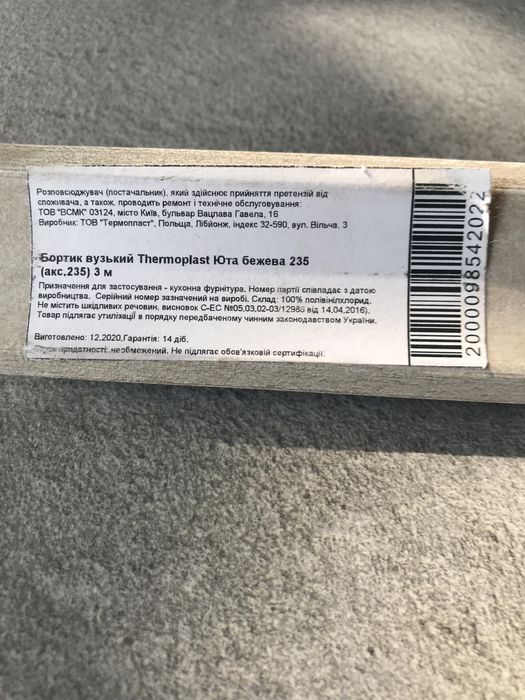 Розповсюджувач (постачальник), який здійснює прийняття претензій від
споживача, а також, проводить ремонт і технічне обслуговування:
ТОВ "ВСМК" 03124, місто Київ, бульвар Вацлава Гавела, 16
Виробник: ТОВ "Термопласт", Польща, Лібйонж, індекс 32-590, вул. Вільча, 3
Бортик вузький Thermoplast Юта бежева 235
(акс.235) 3 м
Призначення для застосування - кухонна фурнітура. Номер партії співпадає з датою
виробництва. Серійний номер зазначений на виробі. Склад: 100% полівінілхлорид.
Не містить шкідливих речовин, висновок С-ЕС №05,03,02-03/12988 від 14.04.2016).
Товар підлягає утилізації в порядку передбаченому чинним законодавством України.
Виготовлено: 12.2020.Гарантія: 14 діб.
придатності: необмежений. Не підлягає обов'язковій сертифікації.
2000098542022